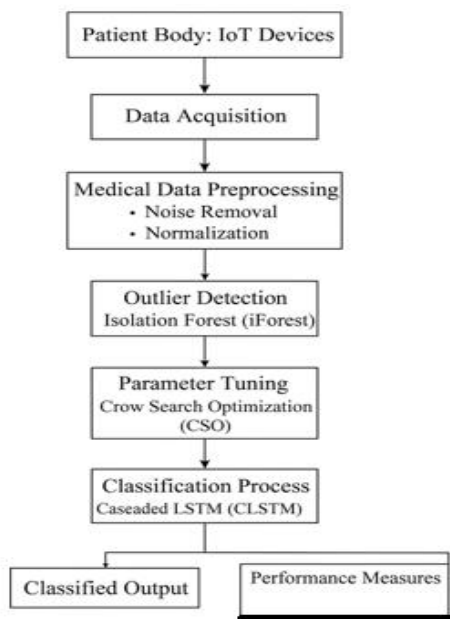 Patient Body: IoT Devices
Data Acquisition
Medical Data Preprocessing
• Noise Removal
• Normalization
Outlier Detection
Isolation Forest (iForest)
Parameter Tuning
Crow Search Optimization
(CSO)
Classification Process
Caseaded LSTM (CLSTM)
Classified Output
Performance Measures